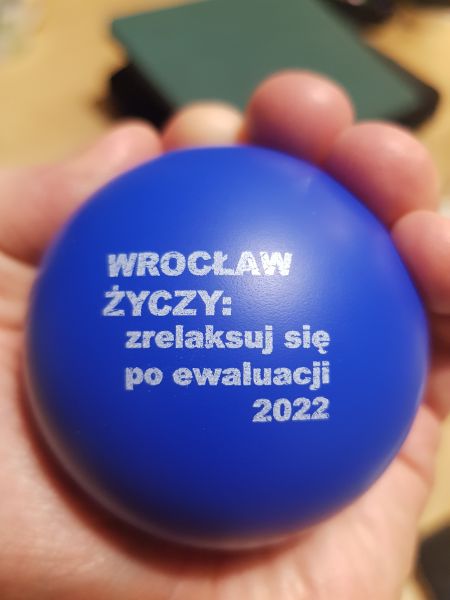 WROCŁAW
ŻYCZY:
zrelaksuj się
po ewaluacji
2022